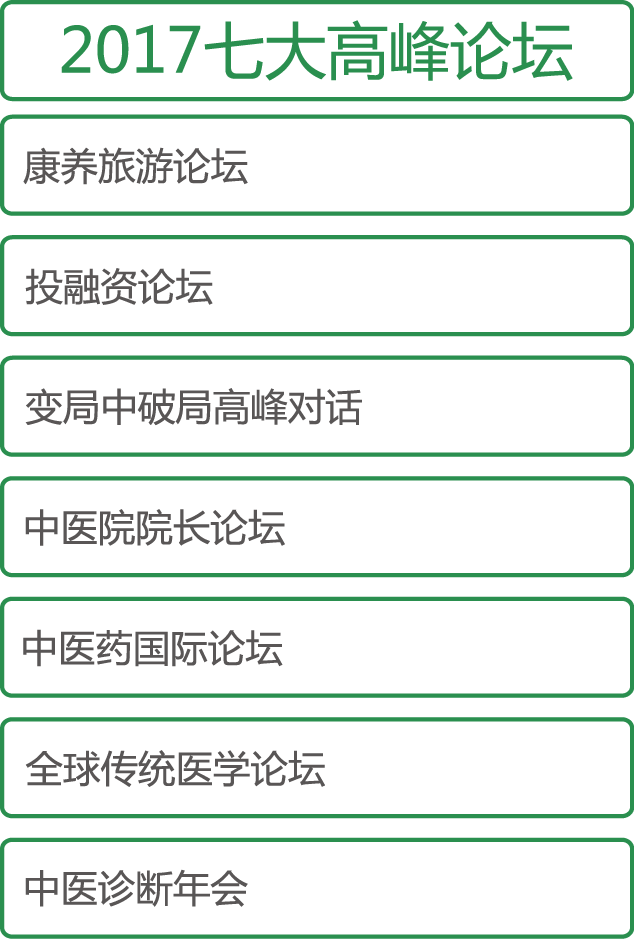 2017七大高峰论坛
康养旅游论坛
投融资论坛
变局中破局高峰对话
中医院院长论坛
中医药国际论坛
全球传统医学论坛
中医诊断年会